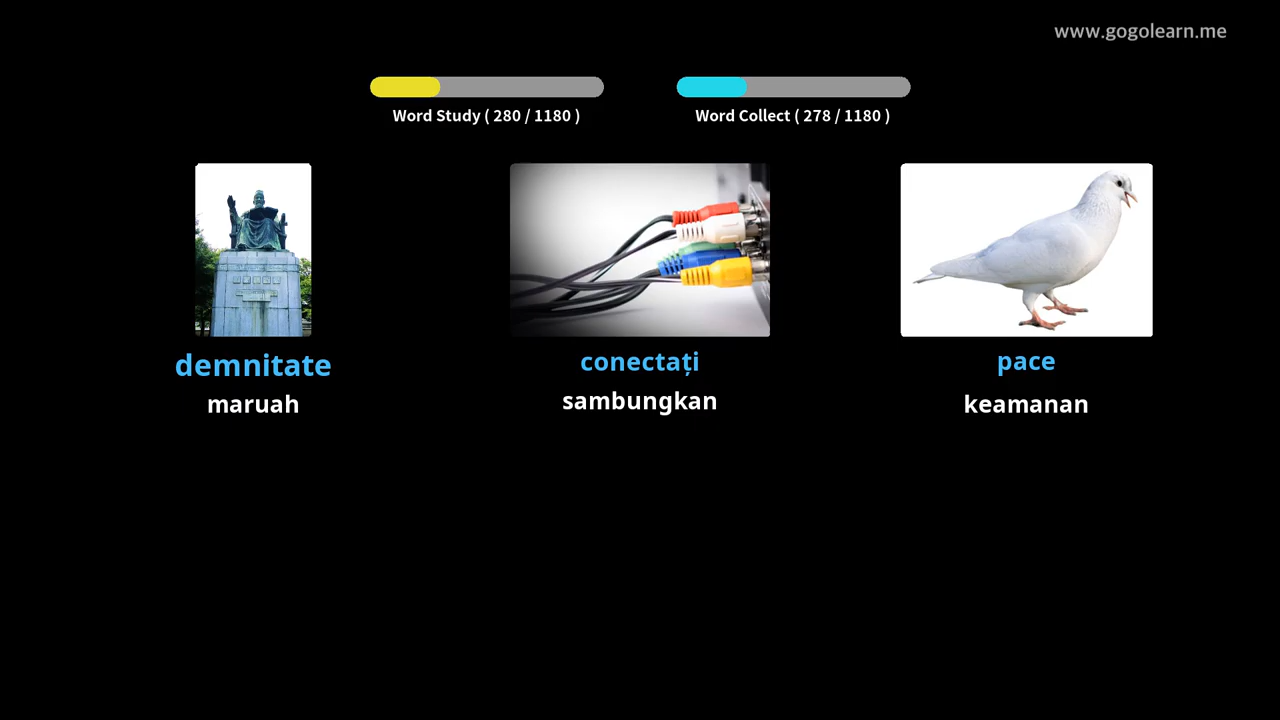 www.gogolearn.me
Word Study ( 280 / 1180 )
Word Collect ( 278 / 1180 )
demnitate
maruah
conectați
sambungkan
pace
keamanan